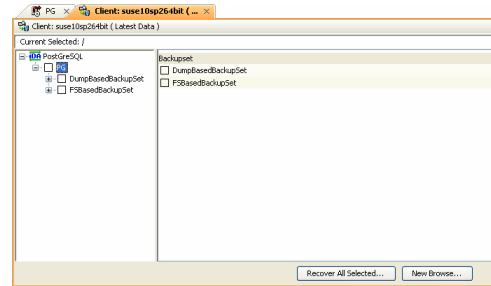 PG
Client: suse10sp264bit ( ...
Client: suse10sp264bit ( Latest Data )
Current Selected: /
iDA PostGreSQL
PG
DumpBasedBackupSet
FSBasedBackupSet
Backupset
DumpBasedBackupSet
FSBasedBackupSet
Recover All Selected...
New Browse...